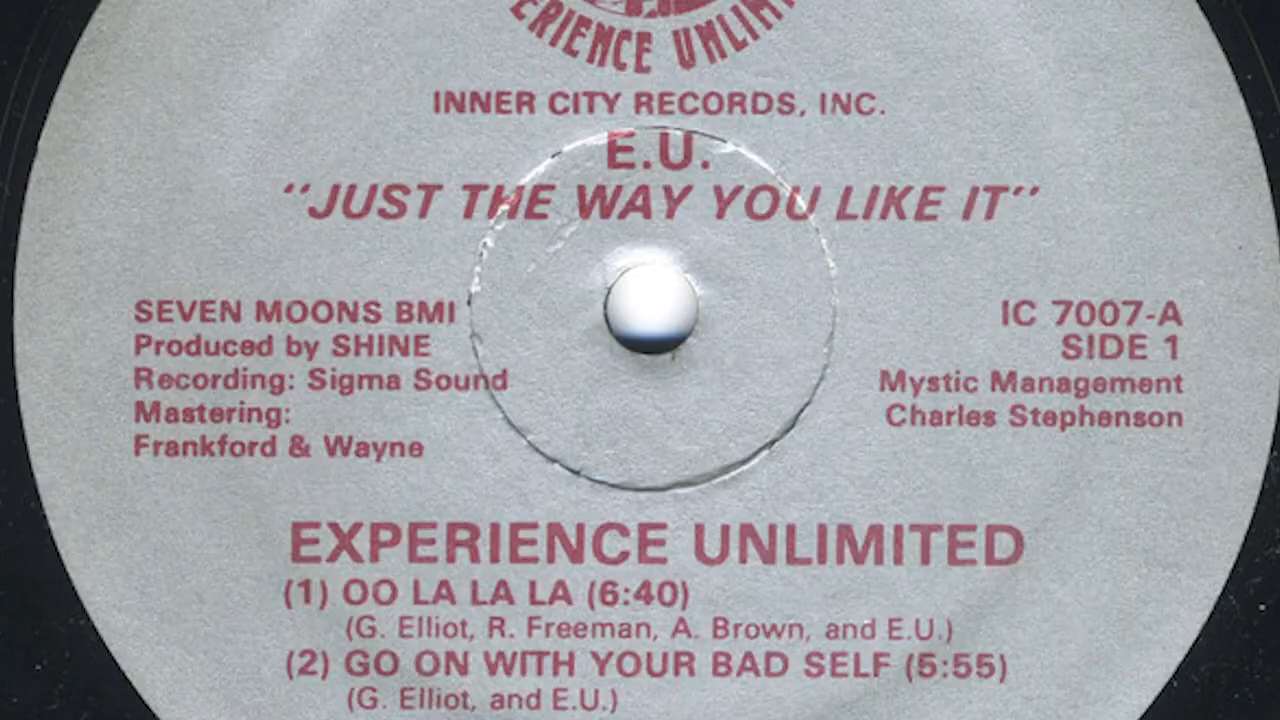 ERIENCE UNLIM
INNER CITY RECORDS, INC.
E.U.
"JUST THE WAY YOU LIKE IT"
SEVEN MOONS BMI
Produced by SHINE
Recording: Sigma Sound
Mastering:
Frankford & Wayne
IC 7007-A
SIDE 1
Mystic Management
Charles Stephenson
EXPERIENCE UNLIMITED
(1) OO LA LA LA (6:40)
(G. Elliot, R. Freeman, A. Brown, and E.U.)
(2) GO ON WITH YOUR BAD SELF (5:55)
(G. Elliot, and E.U.)